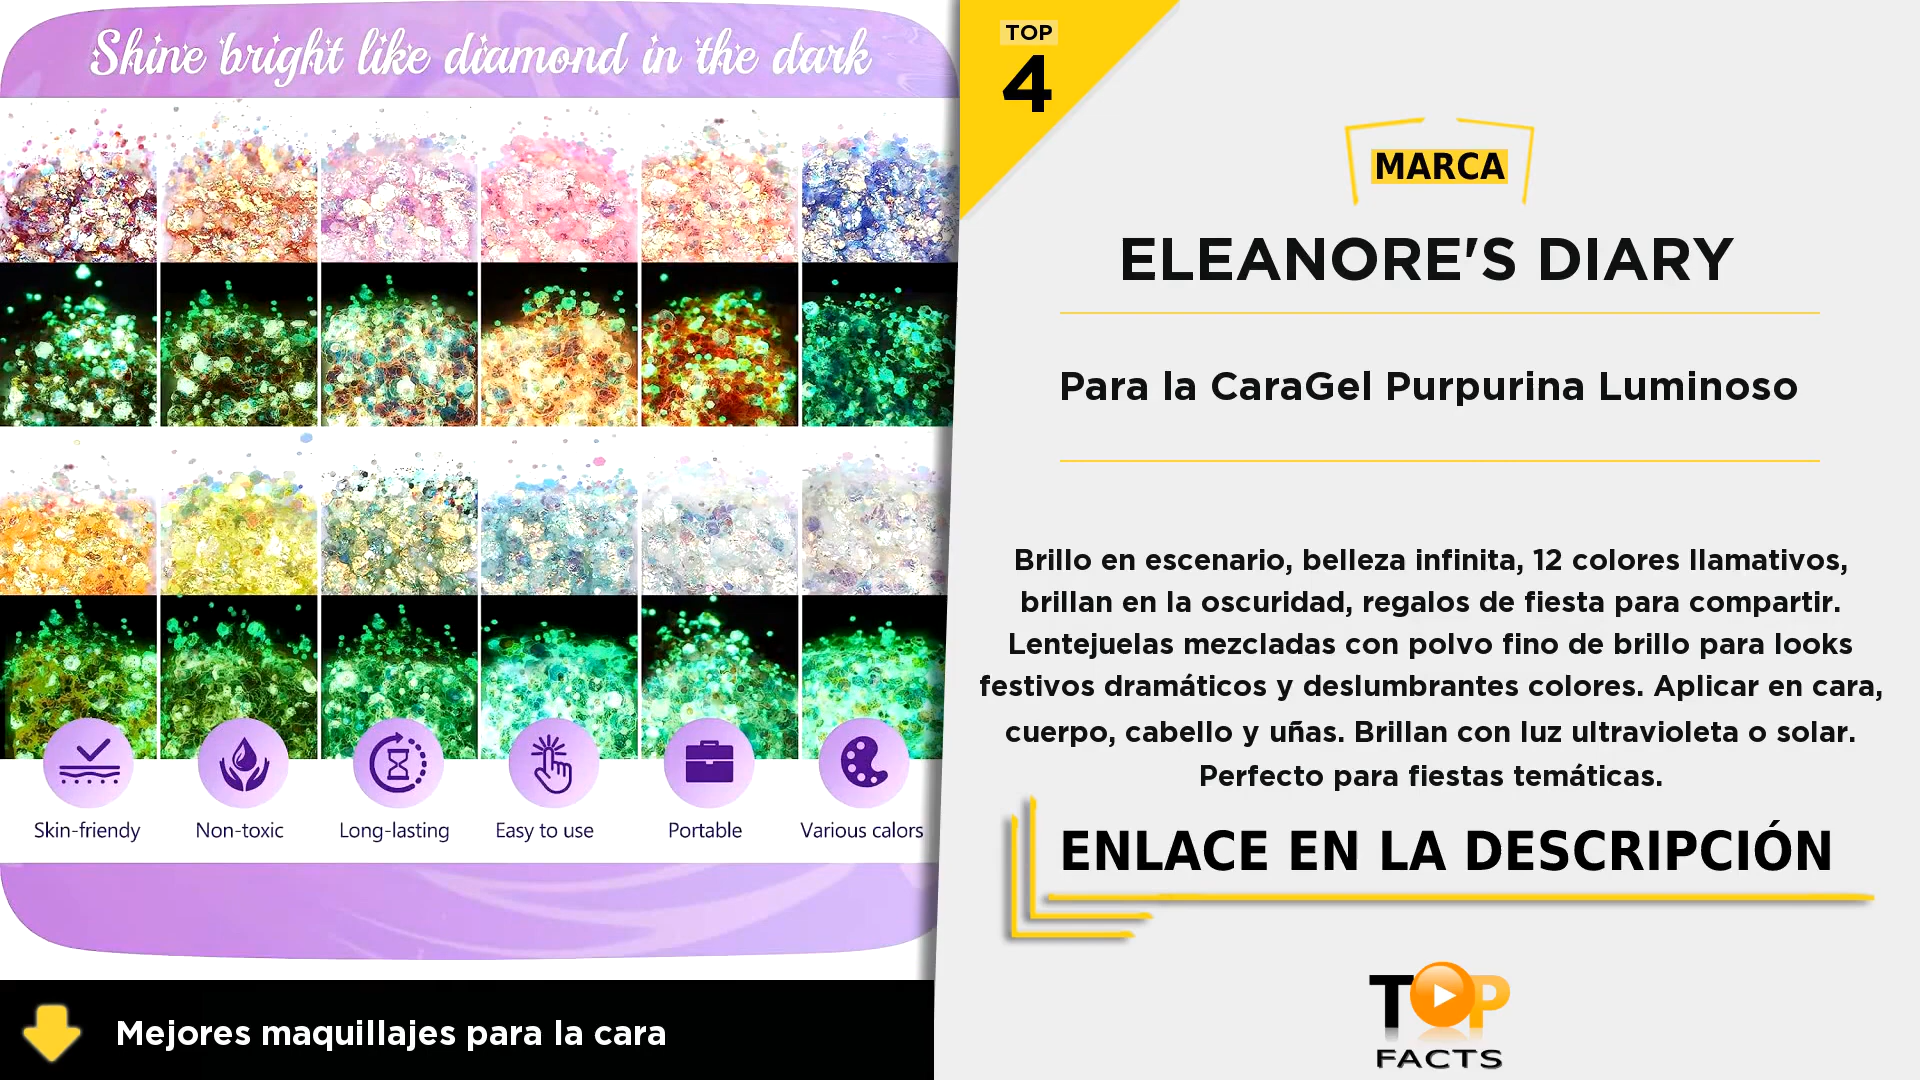 Shine bright like diamond in the dark
Skin-friendy
Non-toxic
Long-lasting
Easy to use
Portable
Various calors
Mejores maquillajes para la cara
TOP
4
MARCA
ELEANORE'S DIARY
Para la CaraGel Purpurina Luminoso
Brillo en escenario, belleza infinita, 12 colores llamativos,
brillan en la oscuridad, regalos de fiesta para compartir.
Lentejuelas mezcladas con polvo fino de brillo para looks
festivos dramáticos y deslumbrantes colores. Aplicar en cara,
cuerpo, cabello y uñas. Brillan con luz ultravioleta o solar.
Perfecto para fiestas temáticas.
ENLACE EN LA DESCRIPCIÓN
TOP
FACTS